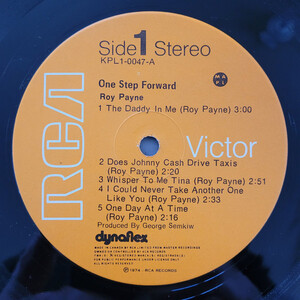 Side 1 Stereo
KPL1-0047-A
One Step Forward
Roy Payne
1 The Daddy In Me (Roy Payne) 3:00
RCA
Victor
2 Does Johnny Cash Drive Taxis
(Roy Payne) 2:20
3 Whisper To Me Tina (Roy Payne) 2:51
4 I Could Never Take Another One
Like You (Roy Payne) 2:33
5 One Day At A Time
(Roy Payne) 2:16
Produced By George Semkiw
dynaflex